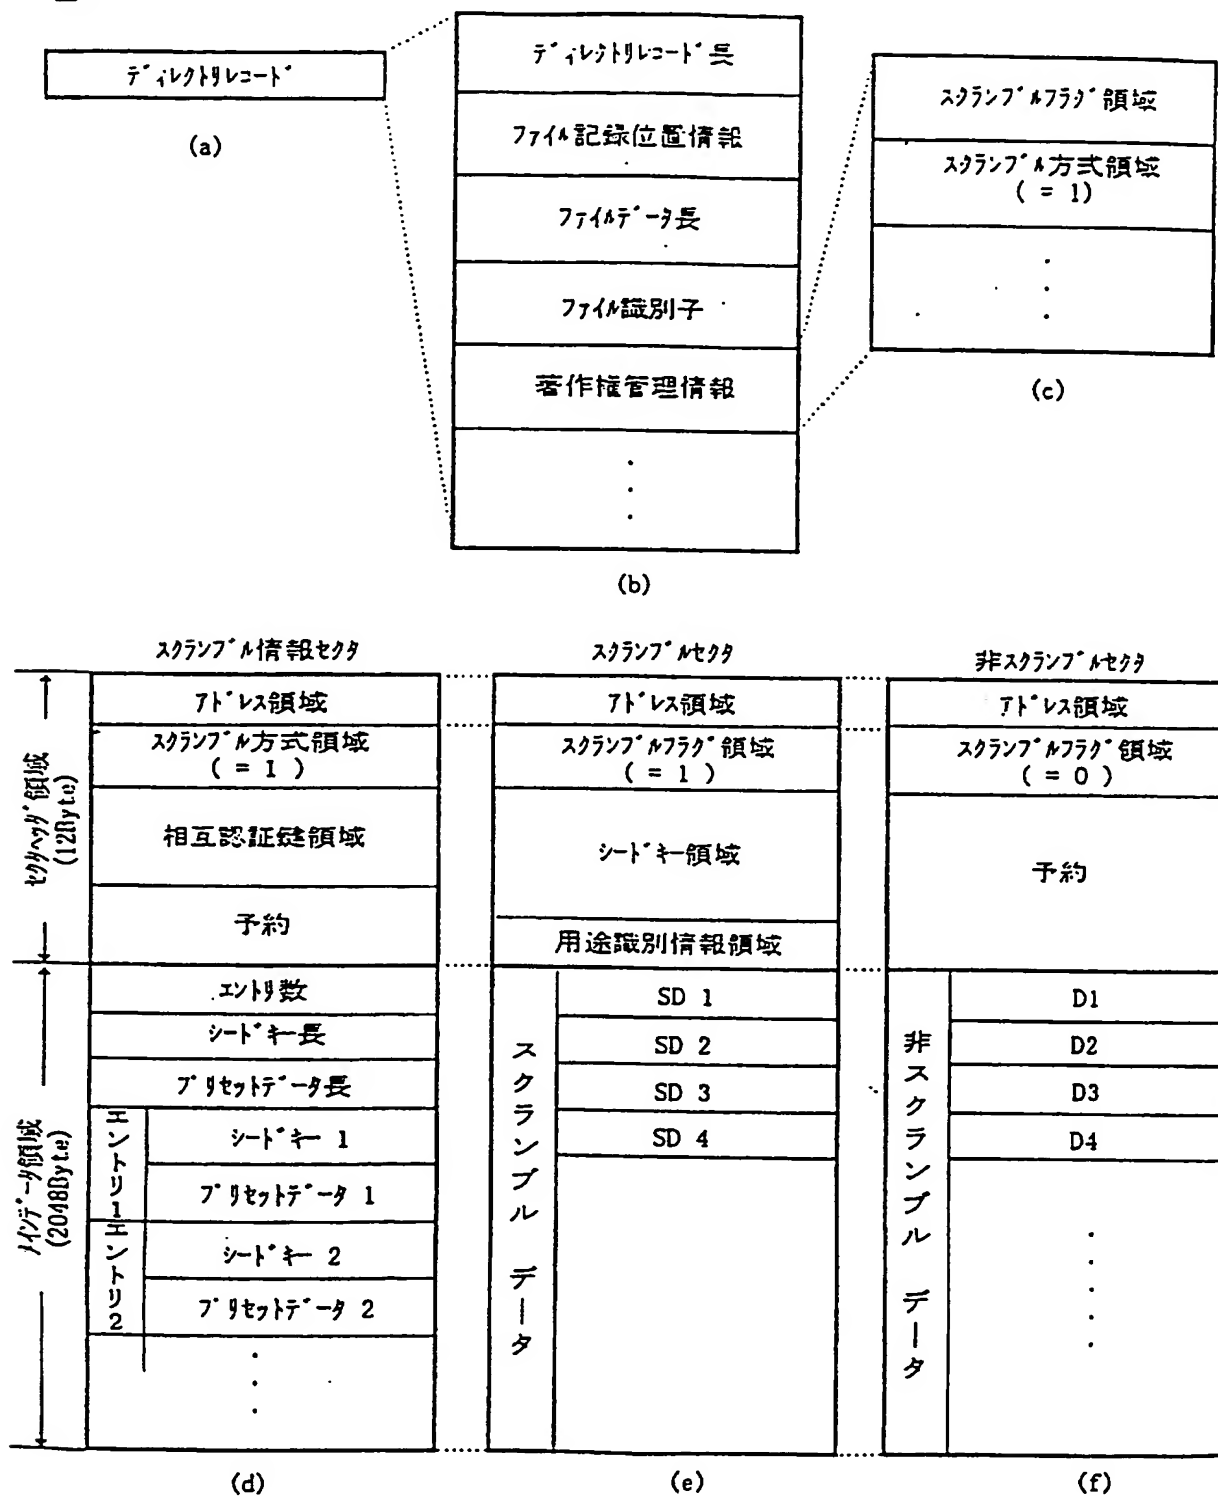 ディレクトリレコード
(a)
ディレクトリレコード長
ファイル記録位置情報
ファイルデータ長
ファイル識別子
著作権管理情報
(b)
スクランブルフラグ領域
スクランブル方式領域
( = 1)
(c)
スクランブル情報セクタ
セクタヘッダ領域
(12Byte)
アドレス領域
スクランブル方式領域
( = 1 )
相互認証鍵領域
予約
メインデータ領域
(2048Byte)
エントリ数
シードキー長
プリセットデータ長
エントリ1
シードキー 1
プリセットデータ 1
エントリ2
シードキー 2
プリセットデータ 2
(d)
スクランブルセクタ
アドレス領域
スクランブルフラグ領域
( = 1 )
シードキー領域
用途識別情報領域
スクランブル データ
SD 1
SD 2
SD 3
SD 4
(e)
非スクランブルセクタ
アドレス領域
スクランブルフラグ領域
( = 0 )
予約
非スクランブル データ
D1
D2
D3
D4
(f)